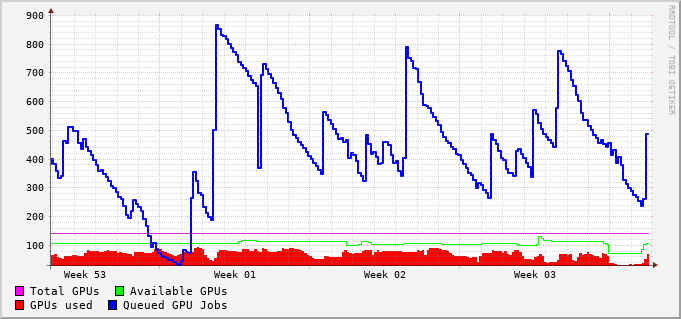 900
800
700
600
500
400
300
200
100
Week 53 Week 01 Week 02 Week 03
Total GPUs Available GPUs
GPUs used Queued GPU Jobs
RRDTOOL / TOBI OETIKER